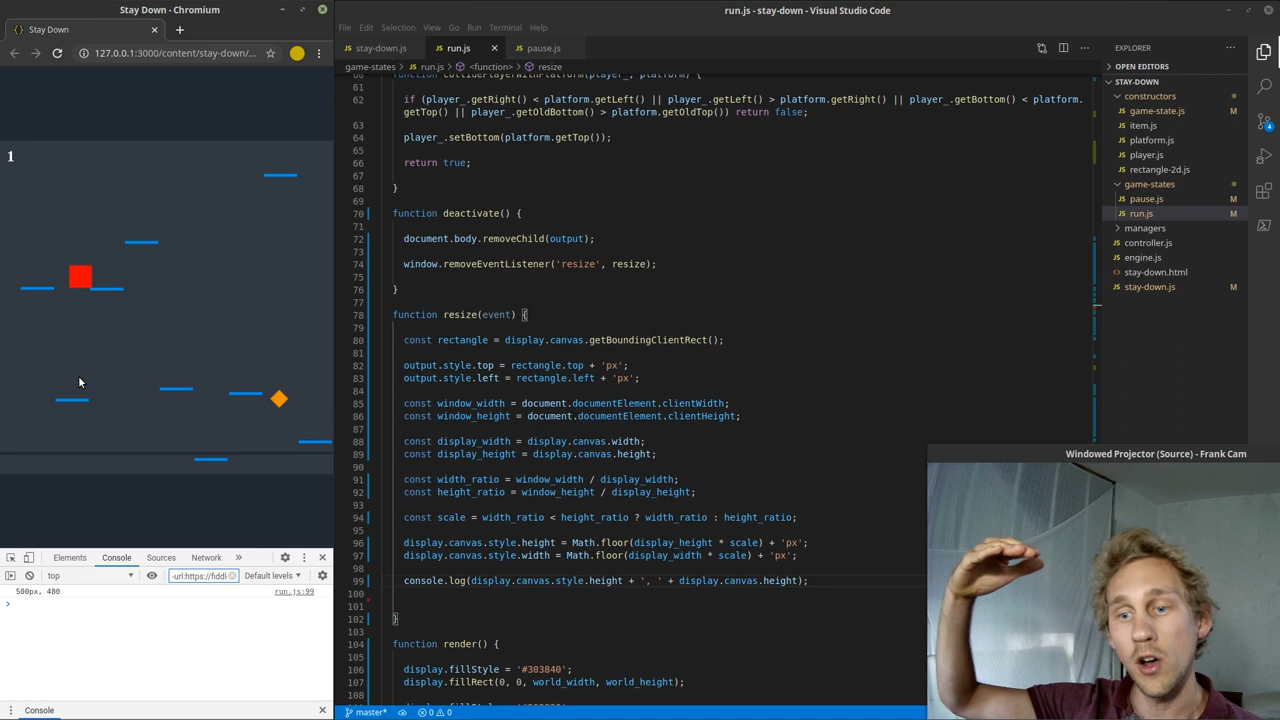 Stay Down - Chromium
run.js - stay-down - Visual Studio Code
Stay Down
File Edit Selection View Go Run Terminal Help
stay-down.js run.js pause.js
127.0.0.1:3000/content/stay-down/...
game-states run.js <function> resize
1
61
62 if (player_.getRight() < platform.getLeft() || player_.getLeft() > platform.getRight() || player_.getBottom() < platform.
getTop() || player_.getOldBottom() > platform.getOldTop()) return false;
63
64 player_.setBottom(platform.getTop());
65
66 return true;
67
68 }
69
70 function deactivate() {
71
72 document.body.removeChild(output);
73
74 window.removeEventListener('resize', resize);
75
76 }
77
78 function resize(event) {
79
80 const rectangle = display.canvas.getBoundingClientRect();
81
82 output.style.top = rectangle.top + 'px';
83 output.style.left = rectangle.left + 'px';
84
85 const window_width = document.documentElement.clientWidth;
86 const window_height = document.documentElement.clientHeight;
87
88 const display_width = display.canvas.width;
89 const display_height = display.canvas.height;
90
91 const width_ratio = window_width / display_width;
92 const height_ratio = window_height / display_height;
93
94 const scale = width_ratio < height_ratio ? width_ratio : height_ratio;
95
96 display.canvas.style.height = Math.floor(display_height * scale) + 'px';
97 display.canvas.style.width = Math.floor(display_width * scale) + 'px';
98
99 console.log(display.canvas.style.height + ', ' + display.canvas.height);
100
101
102 }
103
104 function render() {
105
106 display.fillStyle = '#303840';
107 display.fillRect(0, 0, world_width, world_height);
108
EXPLORER
OPEN EDITORS
STAY-DOWN
constructors
game-state.js M
item.js
platform.js
player.js
rectangle-2d.js
game-states
pause.js M
run.js M
managers
controller.js
engine.js
stay-down.html
stay-down.js M
4
Windowed Projector (Source) - Frank Cam
Elements Console Sources Network »
top -url:https://fiddl Default levels
500px, 480 run.js:99
Console
master* 0 0